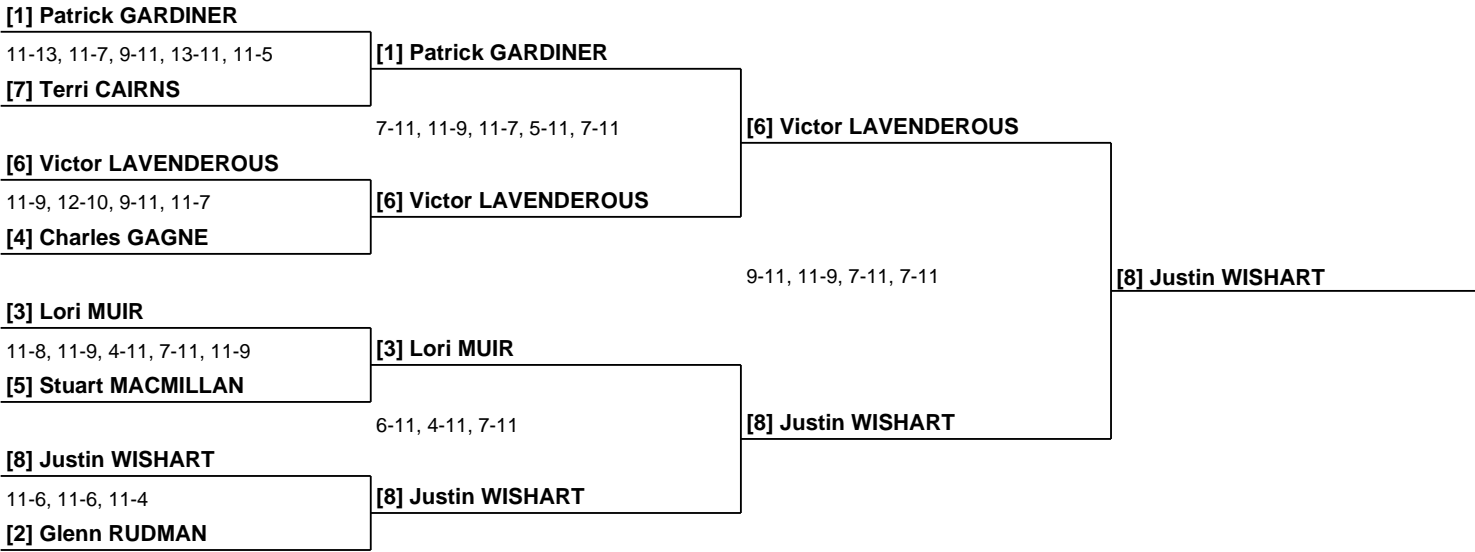 [1] Patrick GARDINER
11-13, 11-7, 9-11, 13-11, 11-5
[1] Patrick GARDINER
[7] Terri CAIRNS
7-11, 11-9, 11-7, 5-11, 7-11
[6] Victor LAVENDEROUS
[6] Victor LAVENDEROUS
11-9, 12-10, 9-11, 11-7
[6] Victor LAVENDEROUS
[4] Charles GAGNE
9-11, 11-9, 7-11, 7-11
[8] Justin WISHART
[3] Lori MUIR
11-8, 11-9, 4-11, 7-11, 11-9
[3] Lori MUIR
[5] Stuart MACMILLAN
6-11, 4-11, 7-11
[8] Justin WISHART
[8] Justin WISHART
11-6, 11-6, 11-4
[8] Justin WISHART
[2] Glenn RUDMAN